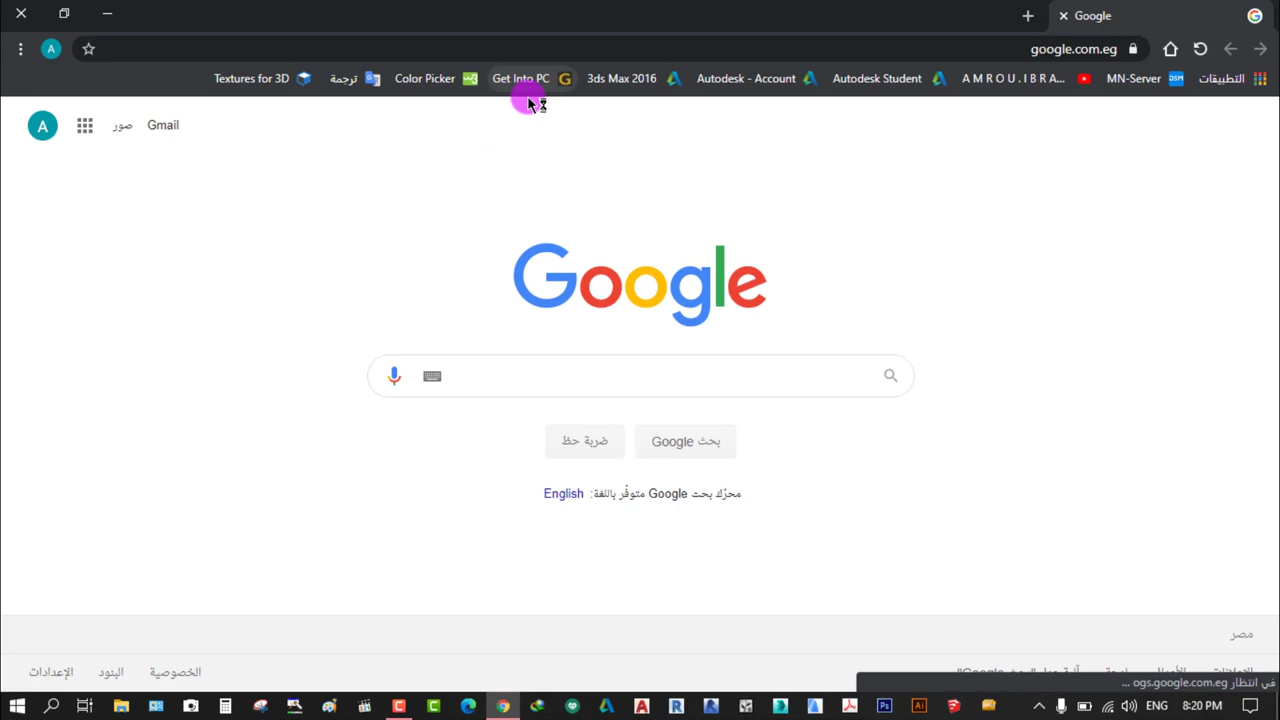 Google
google.com.eg
A
التطبيقات
MN-Server
A M R O U . I B R A...
Autodesk Student
Autodesk - Account
3ds Max 2016
Get Into PC
Color Picker
ترجمة
Textures for 3D
Gmail
صور
A
Google
بحث Google
ضربة حظ
محرّك بحث Google متوفّر باللغة: English
مصر
الخصوصية
البنود
الإعدادات
في انتظار ogs.google.com.eg ...
ENG
8:20 PM